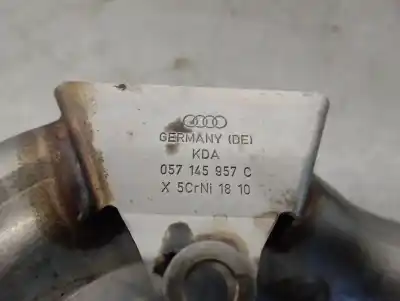 GERMANY (DE)
KDA
057 145 957 C
X 5CrNi 18 10